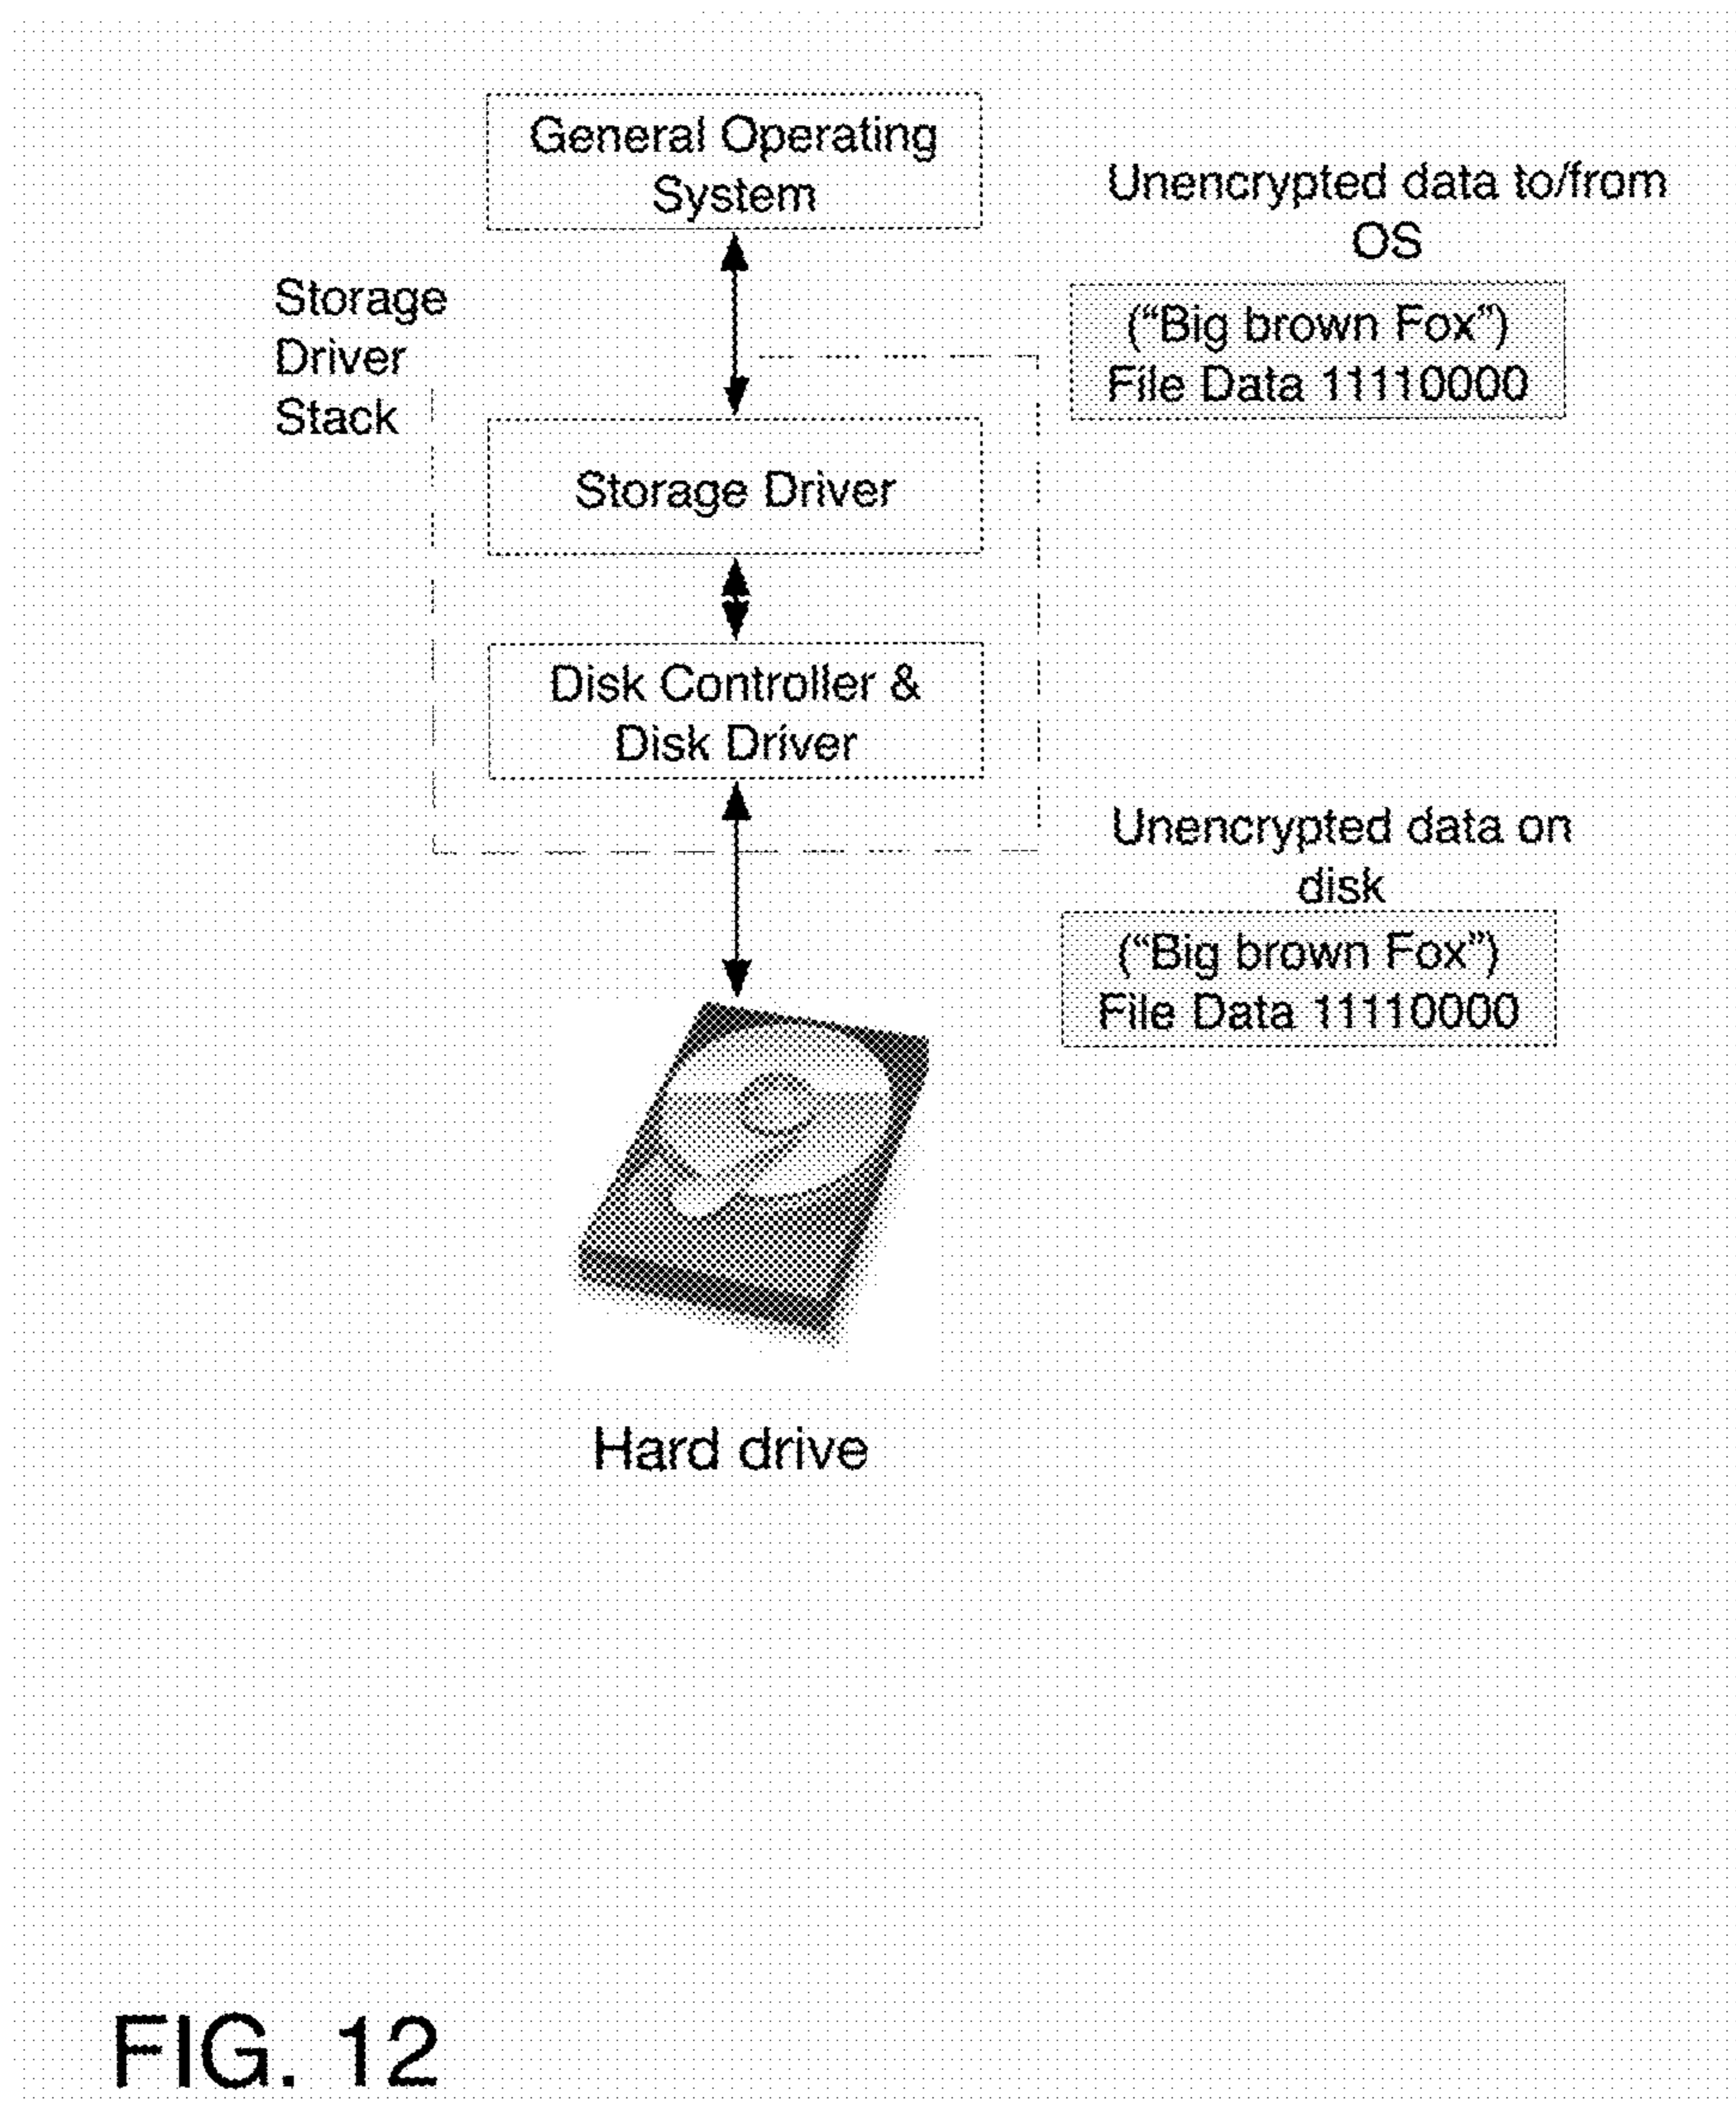 General Operating
System
Unencrypted data to/from
OS
("Big brown Fox")
File Data 11110000
Storage
Driver
Stack
Storage Driver
Disk Controller &
Disk Driver
Unencrypted data on
disk
("Big brown Fox")
File Data 11110000
Hard drive
FIG. 12